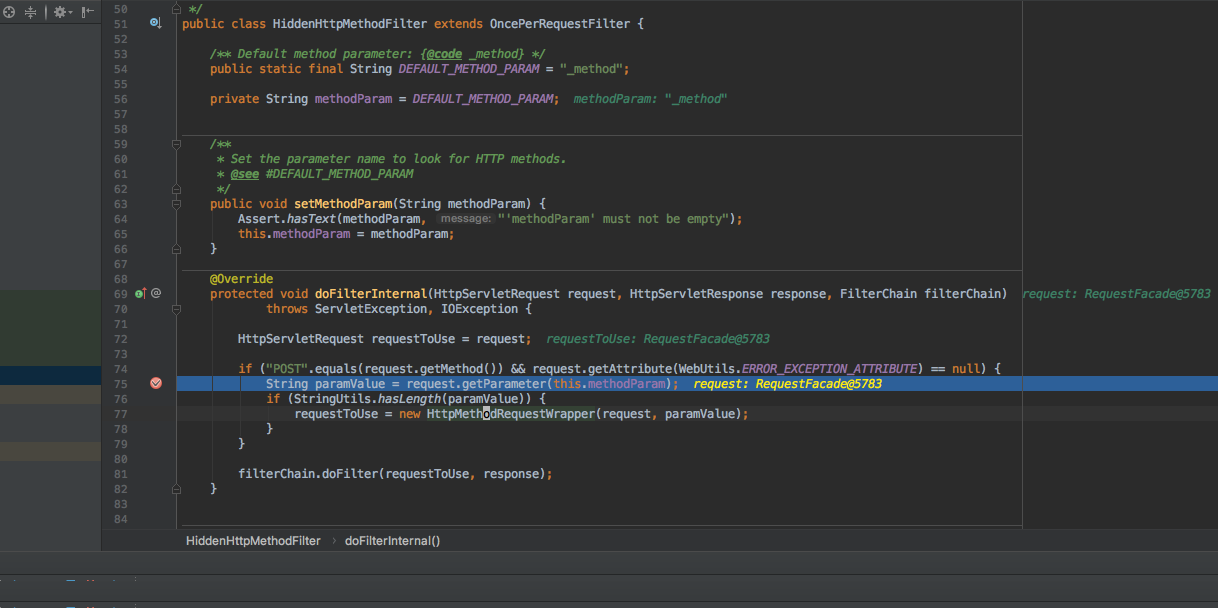 50 */
51 public class HiddenHttpMethodFilter extends OncePerRequestFilter {
52
53 /** Default method parameter: {@code _method} */
54 public static final String DEFAULT_METHOD_PARAM = "_method";
55
56 private String methodParam = DEFAULT_METHOD_PARAM; methodParam: "_method"
57
58
59 /**
60 * Set the parameter name to look for HTTP methods.
61 * @see #DEFAULT_METHOD_PARAM
62 */
63 public void setMethodParam(String methodParam) {
64 Assert.hasText(methodParam, message: "'methodParam' must not be empty");
65 this.methodParam = methodParam;
66 }
67
68 @Override
69 protected void doFilterInternal(HttpServletRequest request, HttpServletResponse response, FilterChain filterChain) request: RequestFacade@5783
70 throws ServletException, IOException {
71
72 HttpServletRequest requestToUse = request; requestToUse: RequestFacade@5783
73
74 if ("POST".equals(request.getMethod()) && request.getAttribute(WebUtils.ERROR_EXCEPTION_ATTRIBUTE) == null) {
75 String paramValue = request.getParameter(this.methodParam); request: RequestFacade@5783
76 if (StringUtils.hasLength(paramValue)) {
77 requestToUse = new HttpMethodRequestWrapper(request, paramValue);
78 }
79 }
80
81 filterChain.doFilter(requestToUse, response);
82 }
83
84
HiddenHttpMethodFilter › doFilterInternal()